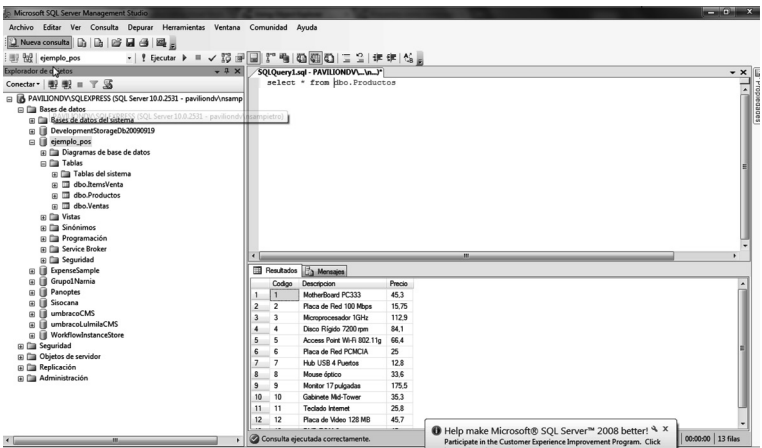 Microsoft SQL Server Management Studio
Archivo Editar Ver Consulta Depurar Herramientas Ventana Comunidad Ayuda
Nueva consulta
ejemplo_pos
Ejecutar
Explorador de objetos
Conectar
PAVILIONDV\SQLEXPRESS (SQL Server 10.0.2531 - paviliondv\nsamp
Bases de datos
Bases de datos del sistema
DevelopmentStorageDb20090919
ejemplo_pos
Diagramas de base de datos
Tablas
Tablas del sistema
dbo.ItemsVenta
dbo.Productos
dbo.Ventas
Vistas
Sinónimos
Programación
Service Broker
Seguridad
ExpenseSample
Grupo1Narnia
Panoptes
Sisocana
umbracoCMS
umbracoLulmilaCMS
WorkflowInstanceStore
Seguridad
Objetos de servidor
Replicación
Administración
SQLQuery1.sql - PAVILIONDV\...\n...)*
select * from dbo.Productos
Propiedades
Resultados Mensajes
Codigo Descripcion Precio
1 1 MotherBoard PC333 45,3
2 2 Placa de Red 100 Mbps 15,75
3 3 Microprocesador 1GHz 112,9
4 4 Disco Rígido 7200 rpm 84,1
5 5 Access Point Wi-Fi 802.11g 66,4
6 6 Placa de Red PCMCIA 25
7 7 Hub USB 4 Puertos 12,8
8 8 Mouse óptico 33,6
9 9 Monitor 17 pulgadas 175,5
10 10 Gabinete Mid-Tower 35,3
11 11 Teclado Internet 25,8
12 12 Placa de Video 128 MB 45,7
Consulta ejecutada correctamente.
Help make Microsoft® SQL Server™ 2008 better!
Participate in the Customer Experience Improvement Program. Click
00:00:00 13 filas